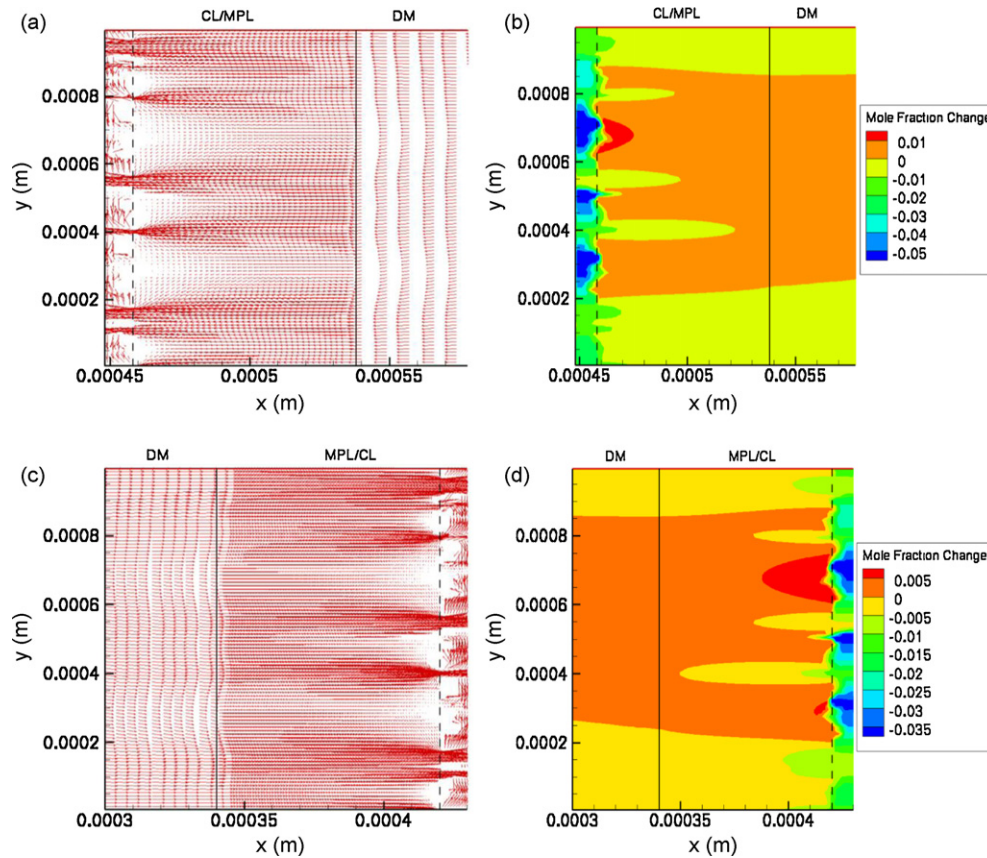 (a)
CL/MPL
DM
0.0008
0.0006
0.0004
0.0002
y (m)
0.00045
0.0005
0.00055
x (m)
(b)
CL/MPL
DM
0.0008
0.0006
0.0004
0.0002
y (m)
0.00045
0.0005
0.00055
x (m)
Mole Fraction Change
0.01
0
-0.01
-0.02
-0.03
-0.04
-0.05
(c)
DM
MPL/CL
0.0008
0.0006
0.0004
0.0002
y (m)
0.0003
0.00035
0.0004
x (m)
(d)
DM
MPL/CL
0.0008
0.0006
0.0004
0.0002
y (m)
0.0003
0.00035
0.0004
x (m)
Mole Fraction Change
0.005
0
-0.005
-0.01
-0.015
-0.02
-0.025
-0.03
-0.035